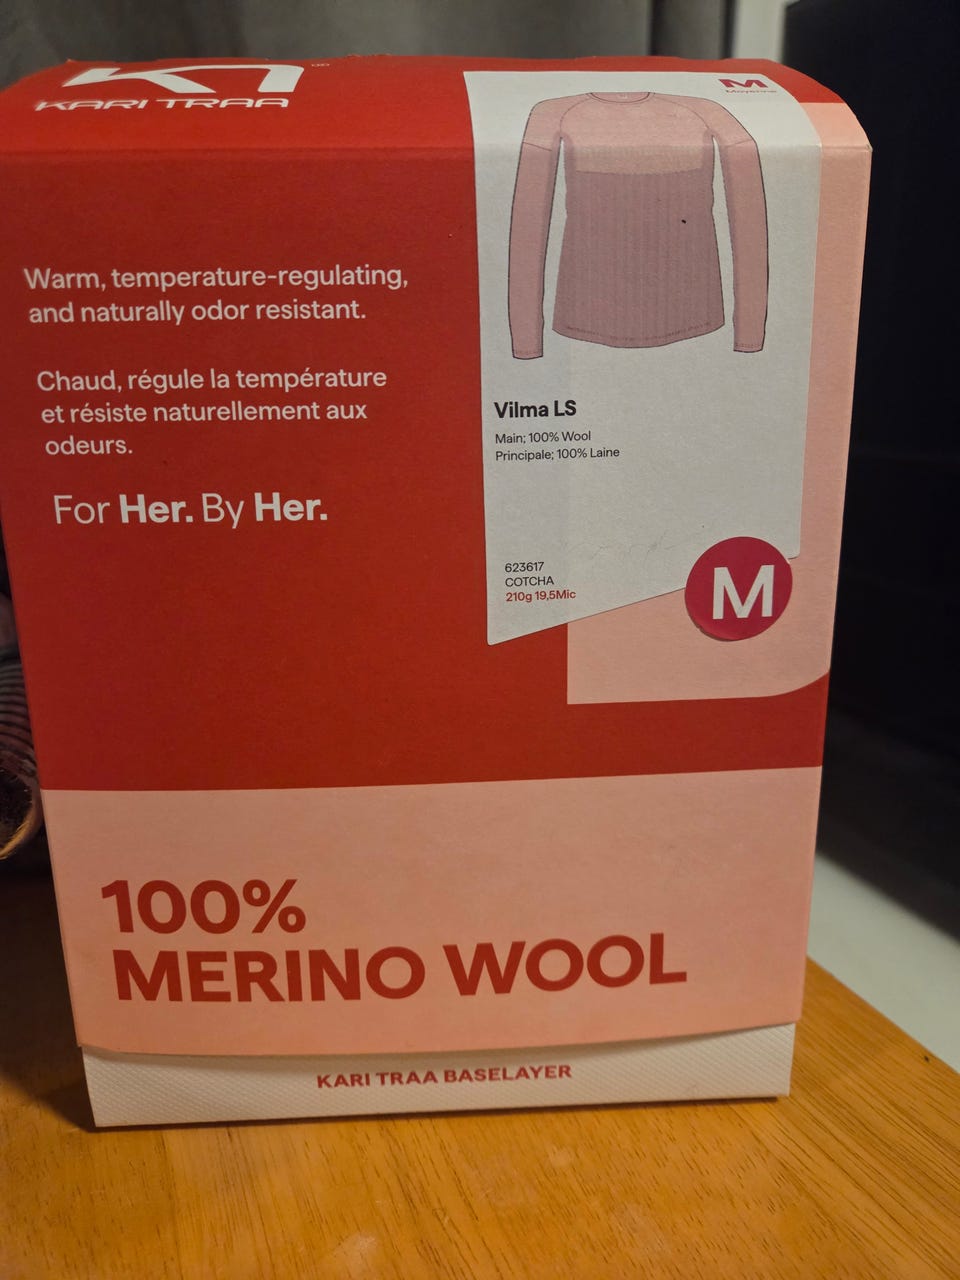 KARI TRAA
M
Moyenne
Warm, temperature-regulating,
and naturally odor resistant.
Chaud, régule la température
et résiste naturellement aux
odeurs.
For Her. By Her.
Vilma LS
Main; 100% Wool
Principale; 100% Laine
623617
COTCHA
210g 19,5Mic
M
100%
MERINO WOOL
KARI TRAA BASELAYER